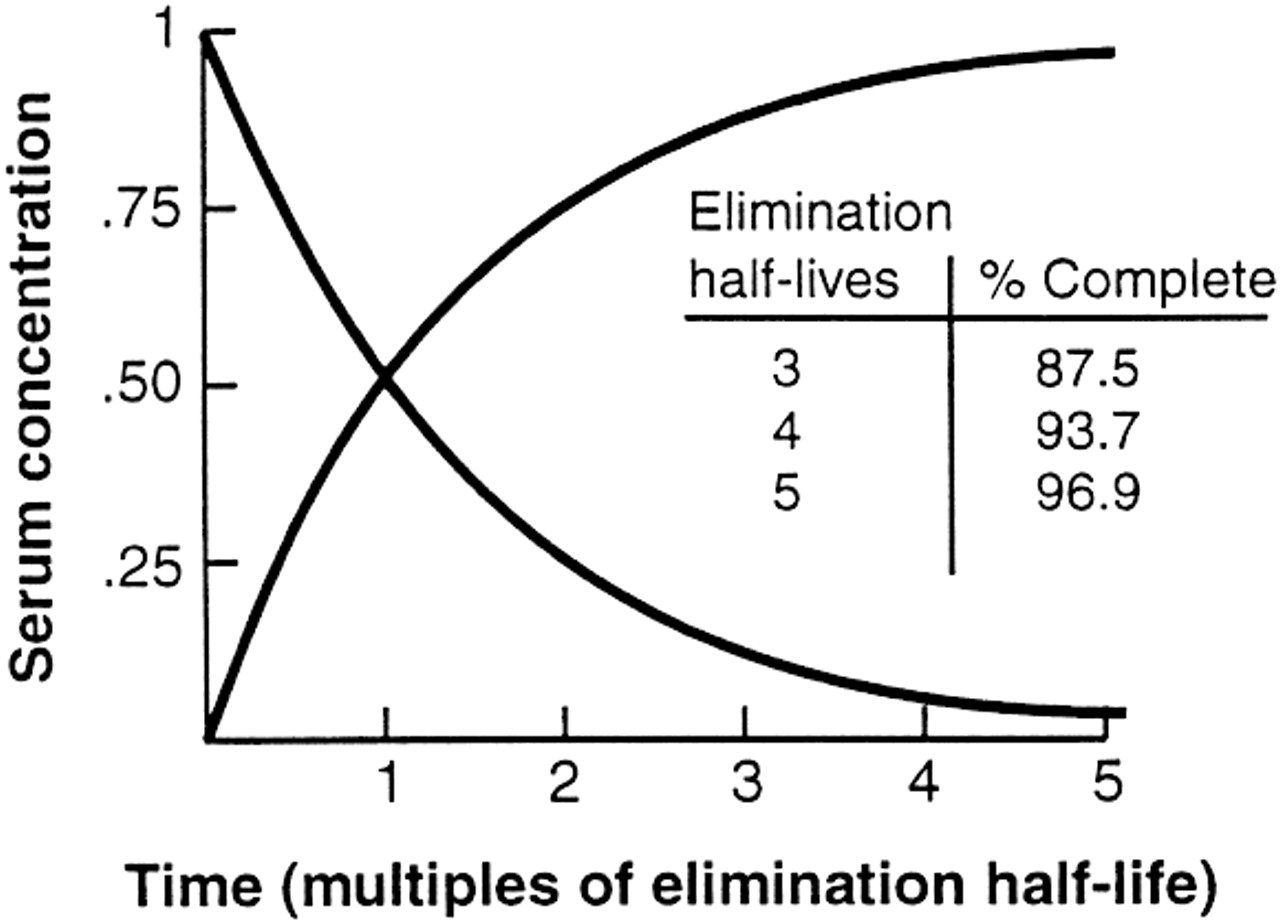 Serum concentration
1
.75
.50
.25
Elimination
half-lives % Complete
3 87.5
4 93.7
5 96.9
1 2 3 4 5
Time (multiples of elimination half-life)